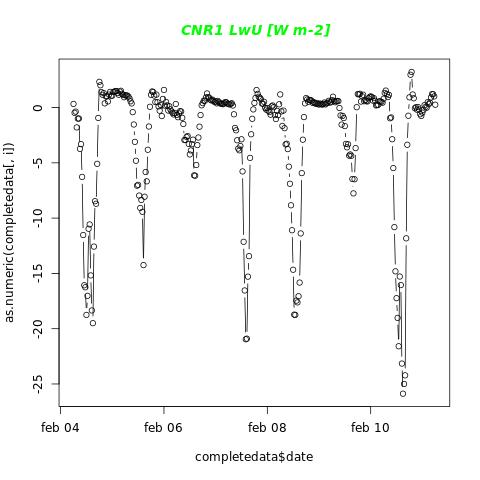 CNR1 LwU [W m-2]
as.numeric(completedata[, i])
0
-5
-10
-15
-20
-25
feb 04
feb 06
feb 08
feb 10
completedata$date